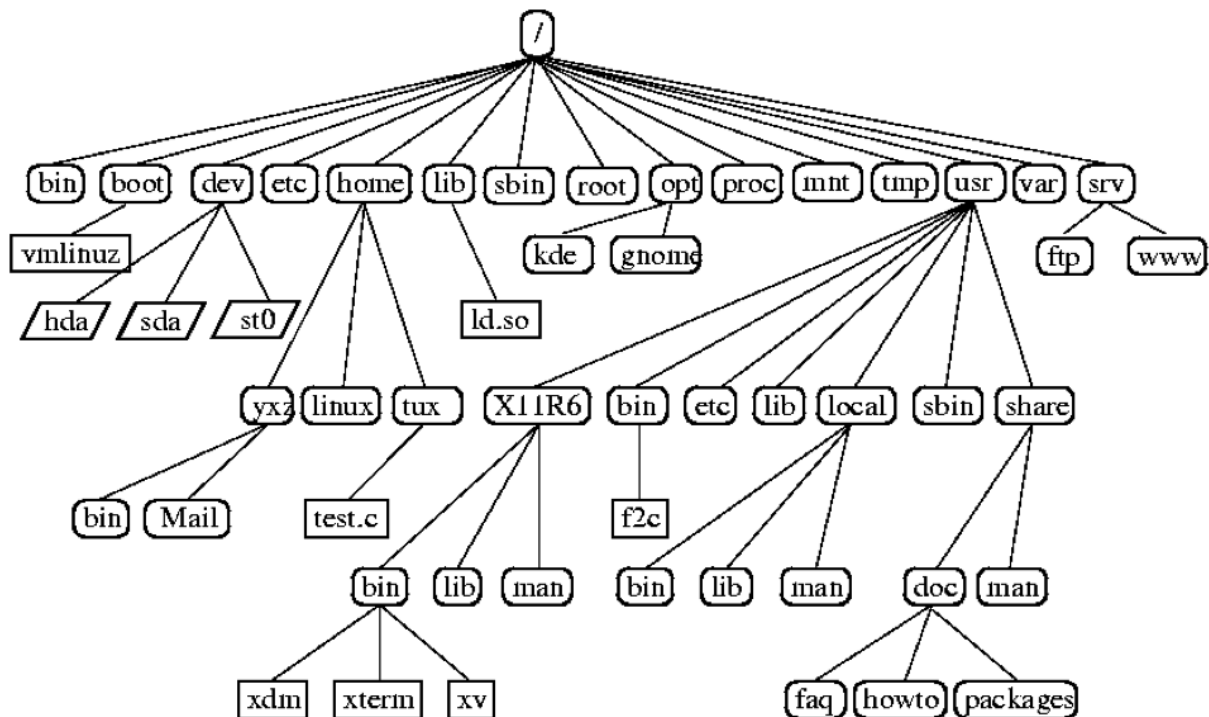 /
bin boot dev etc home lib sbin root opt proc mnt tmp usr var srv
vmlinuz kde gnome ftp www
hda sda st0 ld.so
yxz linux tux X11R6 bin etc lib local sbin share
bin Mail test.c f2c
bin lib man bin lib man doc man
xdm xterm xv faq howto packages